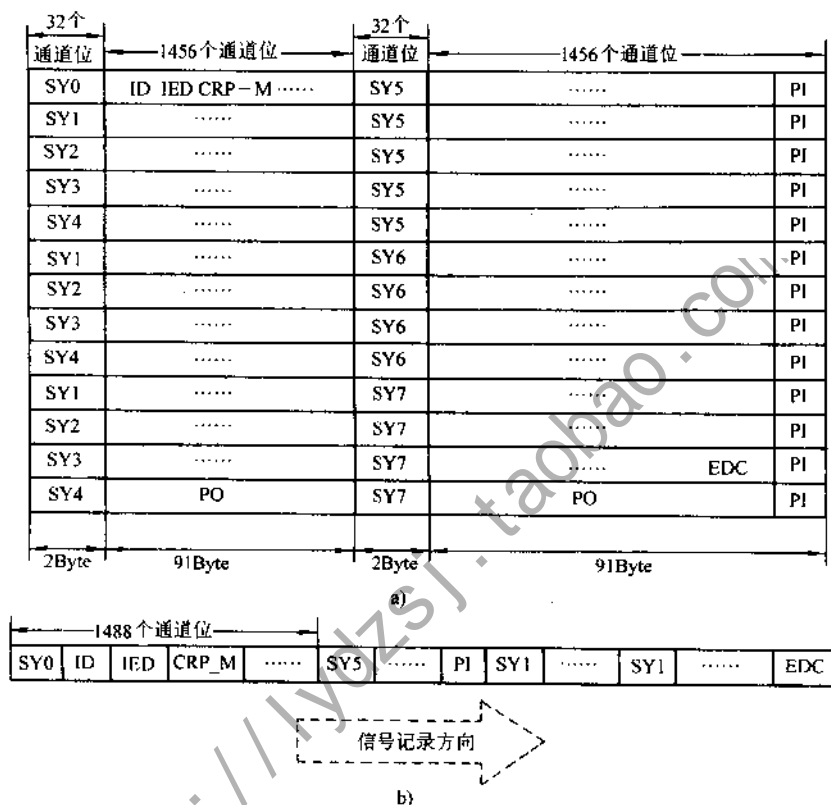 32个 32个
通道位 1456个通道位 通道位 1456个通道位
SY0 ID IED CRP-M …… SY5 …… PI
SY1 …… SY5 …… PI
SY2 …… SY5 …… PI
SY3 …… SY5 …… PI
SY4 …… SY5 …… PI
SY1 …… SY6 …… PI
SY2 …… SY6 …… PI
SY3 …… SY6 …… PI
SY4 …… SY6 …… PI
SY1 …… SY7 …… PI
SY2 …… SY7 …… PI
SY3 …… SY7 …… EDC PI
SY4 PO SY7 PO PI
2Byte 91Byte 2Byte 91Byte
a)
1488个通道位
SY0 ID IED CRP_M …… SY5 …… PI SY1 …… SY1 …… EDC
信号记录方向
b)
://lydzsj.taobao.com